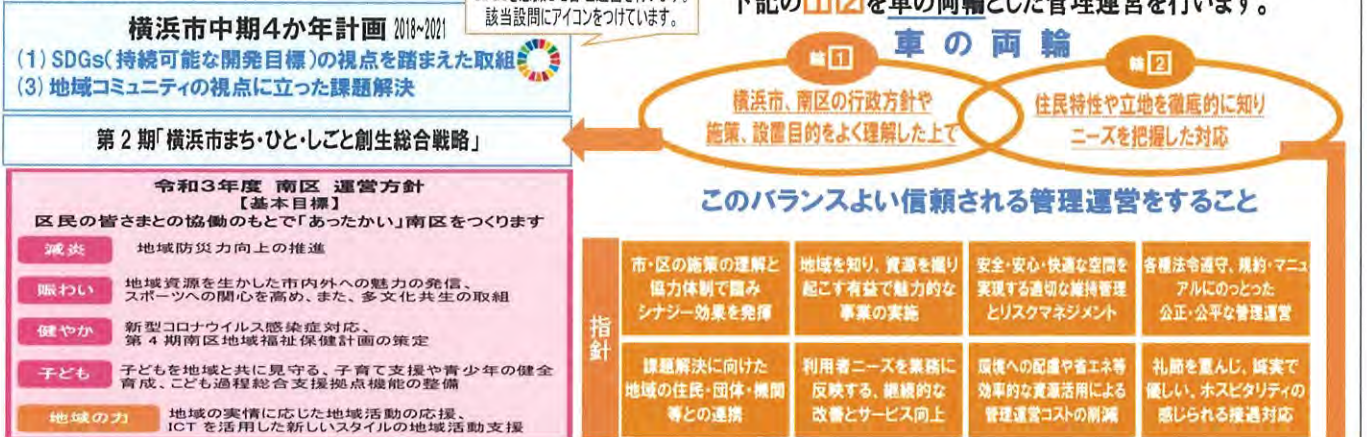 該当設問にアイコンをつけています。
横浜市中期4か年計画 2018~2021
(1) SDGs(持続可能な開発目標)の視点を踏まえた取組
(3) 地域コミュニティの視点に立った課題解決
第2期「横浜市まち・ひと・しごと創生総合戦略」
令和3年度 南区 運営方針
【基本目標】
区民の皆さまとの協働のもとで「あったかい」南区をつくります
減災 地域防災力向上の推進
賑わい 地域資源を生かした市内外への魅力の発信、
スポーツへの関心を高め、また、多文化共生の取組
健やか 新型コロナウイルス感染症対応、
第4期南区地域福祉保健計画の策定
子ども 子どもを地域と共に見守る、子育て支援や青少年の健全
育成、こども過程総合支援拠点機能の整備
地域の力 地域の実情に応じた地域活動の応援、
ICTを活用した新しいスタイルの地域活動支援
下記の1 2を車の両輪とした管理運営を行います。
車の両輪
輪1
横浜市、南区の行政方針や
施策、設置目的をよく理解した上で
輪2
住民特性や立地を徹底的に知り
ニーズを把握した対応
このバランスよい信頼される管理運営をすること
指針
市・区の施策の理解と
協力体制で臨み
シナジー効果を発揮
地域を知り、資源を掘り
起こす有益で魅力的な
事業の実施
安全・安心・快適な空間を
実現する適切な維持管理
とリスクマネジメント
各種法令遵守、規約・マニュ
アルにのっとった
公正・公平な管理運営
課題解決に向けた
地域の住民・団体・機関
等との連携
利用者ニーズを業務に
反映する、継続的な
改善とサービス向上
環境への配慮や省エネ等
効率的な資源活用による
管理運営コストの削減
礼節を重んじ、誠実で
優しい、ホスピタリティの
感じられる接遇対応